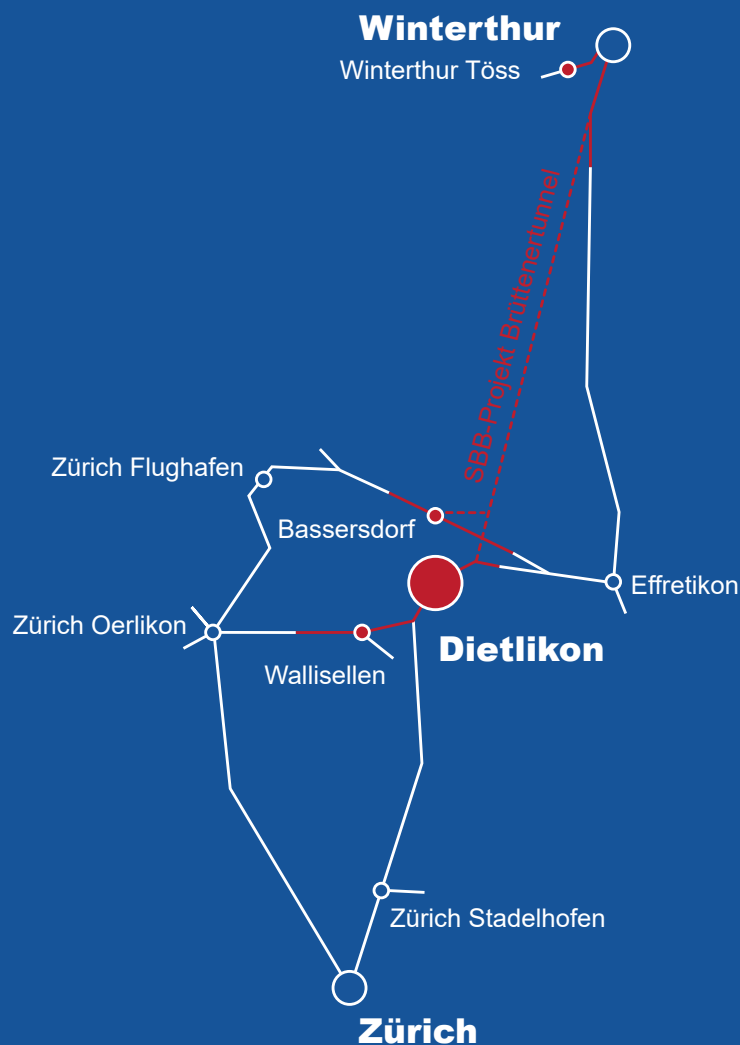 Winterthur
Winterthur Töss
SBB-Projekt Brüttenertunnel
Zürich Flughafen
Bassersdorf
Effretikon
Zürich Oerlikon
Dietlikon
Wallisellen
Zürich Stadelhofen
Zürich